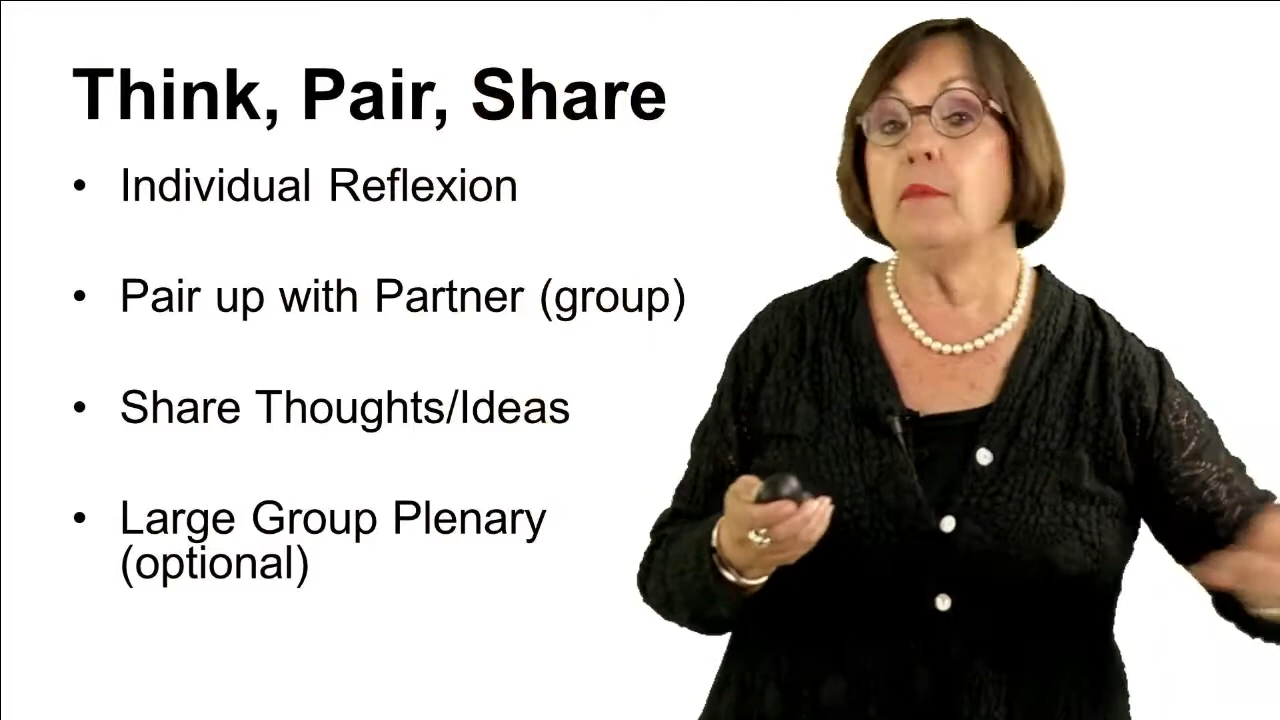 Think, Pair, Share
• Individual Reflexion
• Pair up with Partner (group)
• Share Thoughts/Ideas
• Large Group Plenary
(optional)